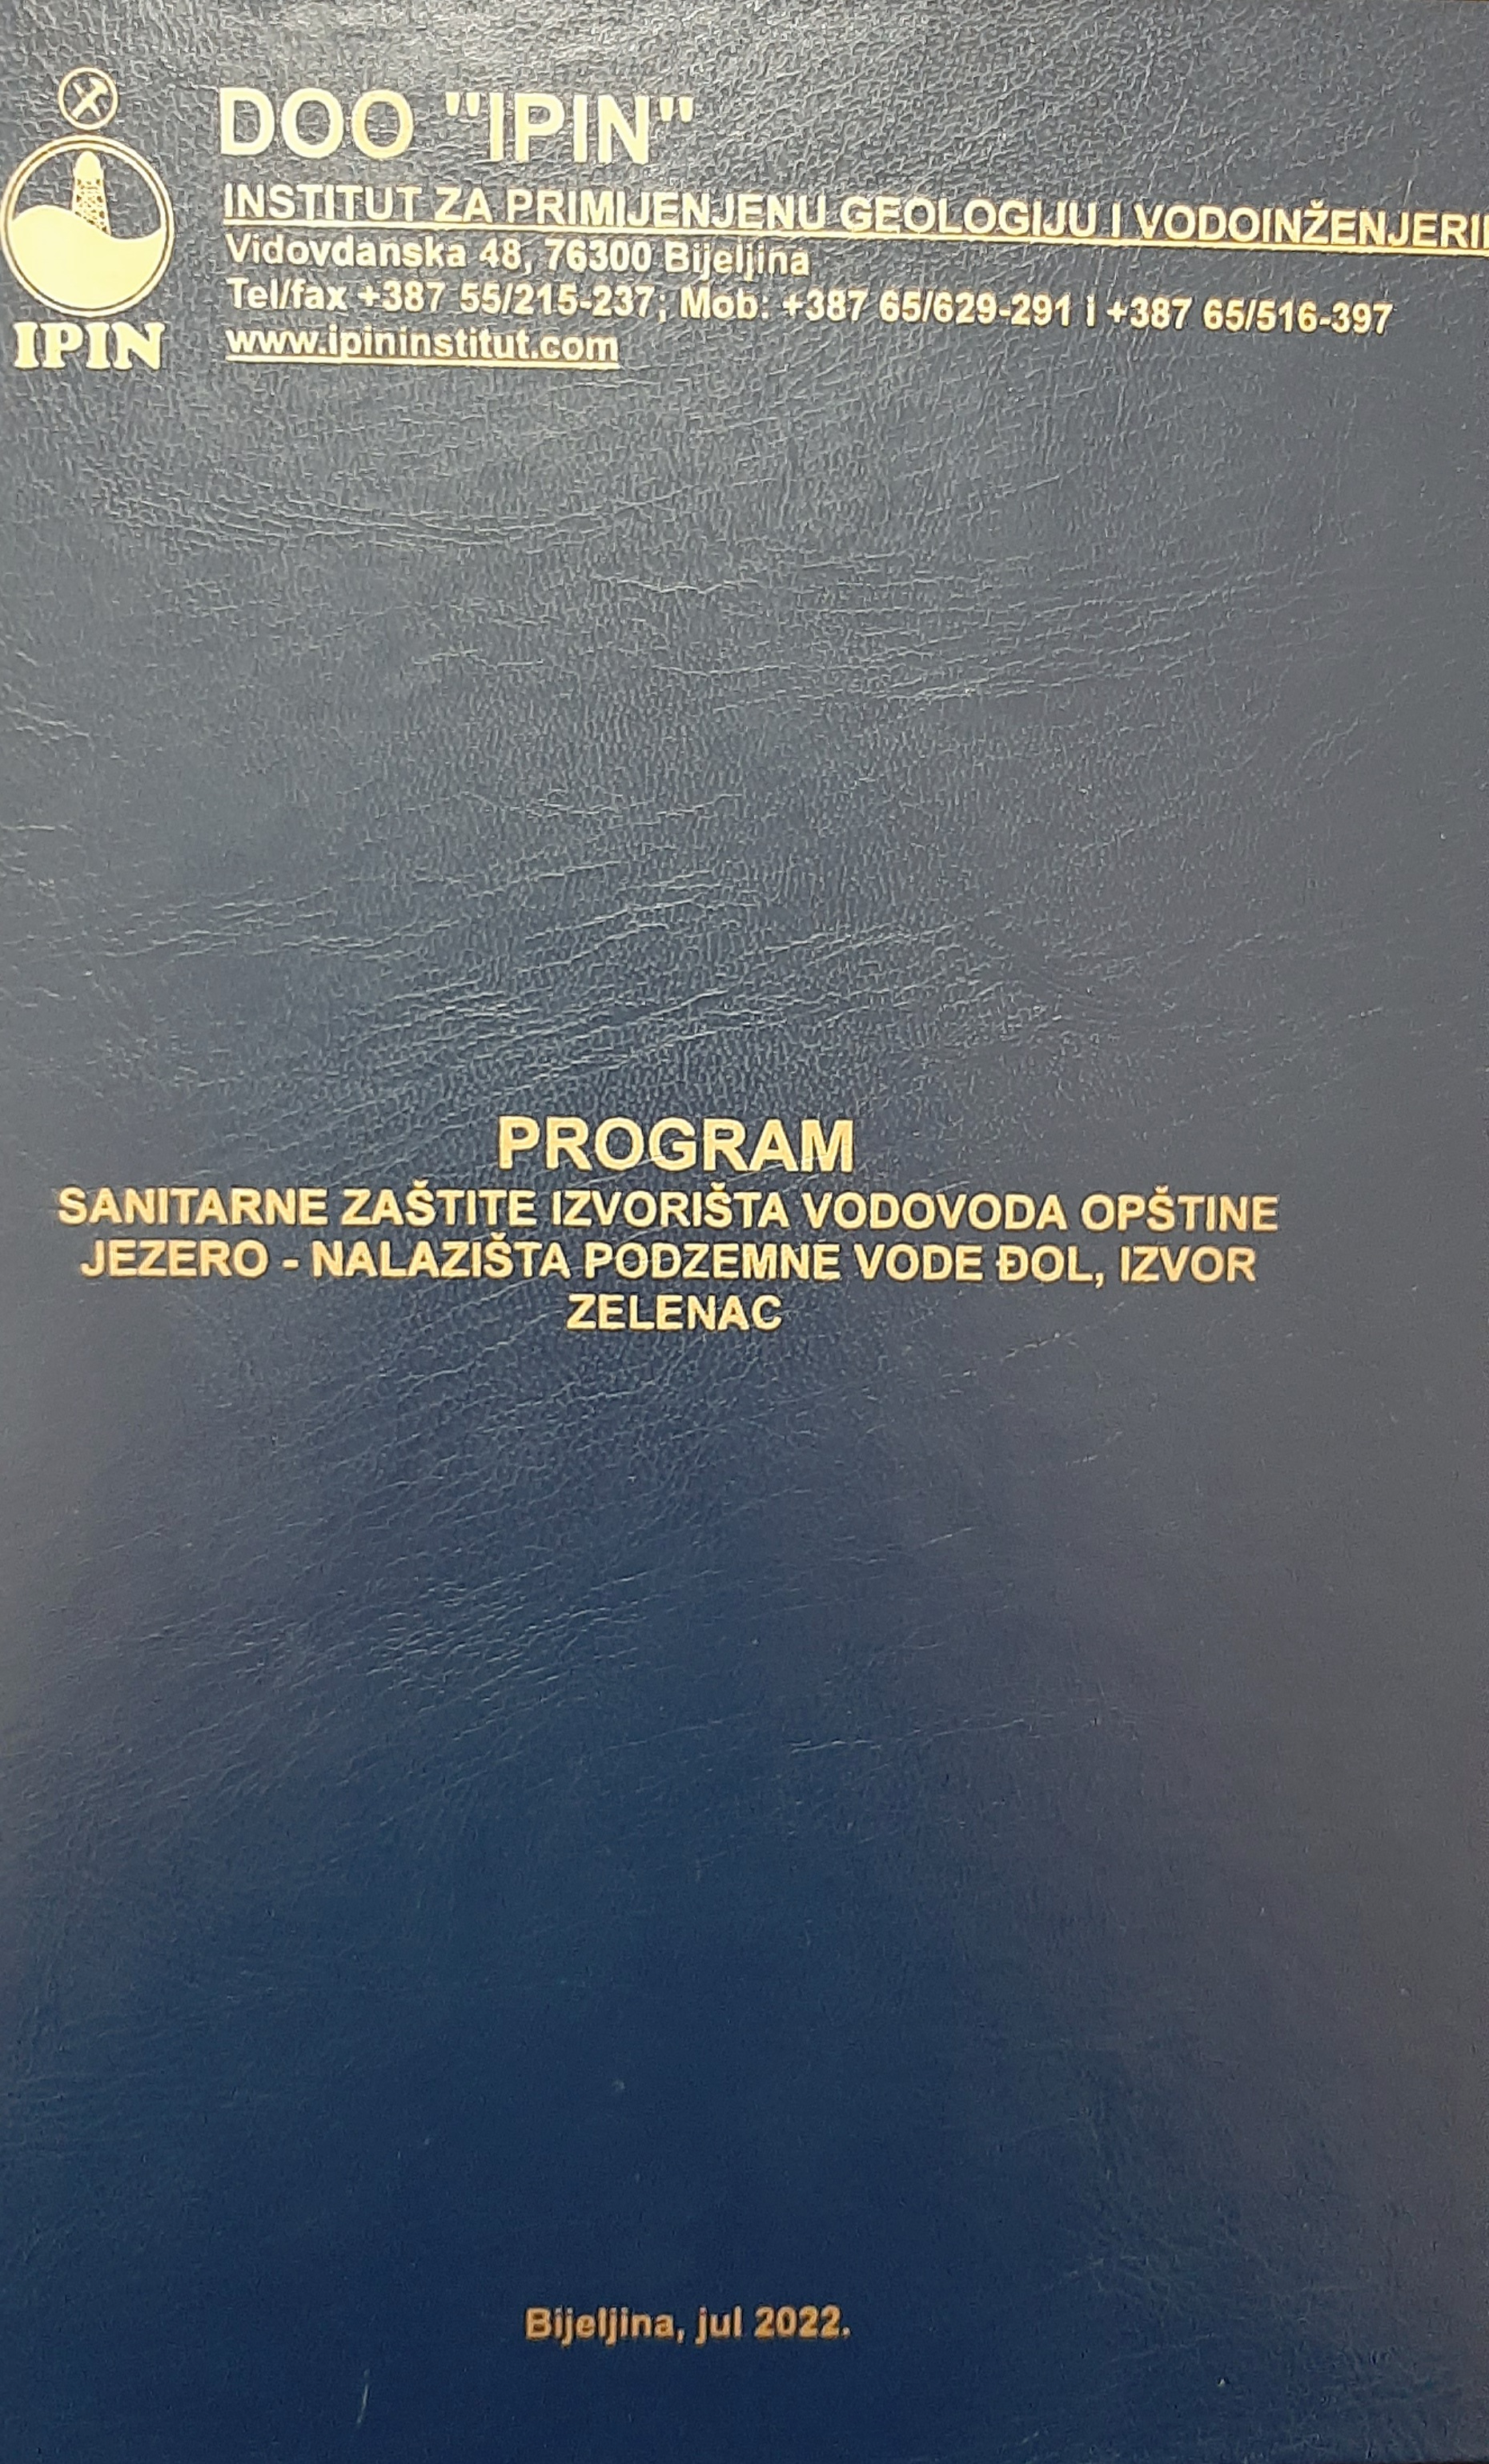 DOO "IPIN"
INSTITUT ZA PRIMIJENJENU GEOLOGIJU I VODOINŽENJERI
Vidovdanska 48, 76300 Bijeljina
Tel/fax +387 55/215-237; Mob: +387 65/629-291 i +387 65/516-397
www.ipininstitut.com
IPIN
PROGRAM
SANITARNE ZAŠTITE IZVORIŠTA VODOVODA OPŠTINE
JEZERO - NALAZIŠTA PODZEMNE VODE ĐOL, IZVOR
ZELENAC
Bijeljina, jul 2022.